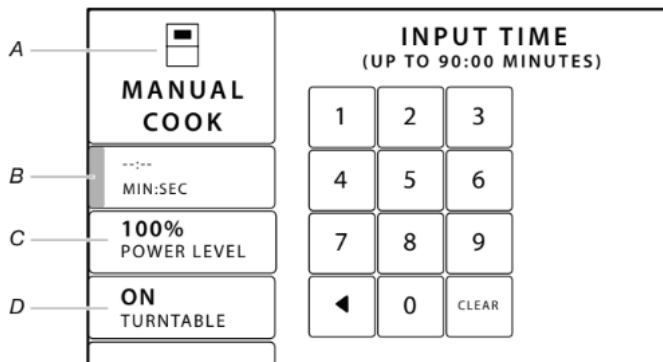 A
MANUAL
COOK
B
--:--
MIN:SEC
C
100%
POWER LEVEL
D
ON
TURNTABLE
INPUT TIME
(UP TO 90:00 MINUTES)
1 2 3
4 5 6
7 8 9
◀ 0 CLEAR